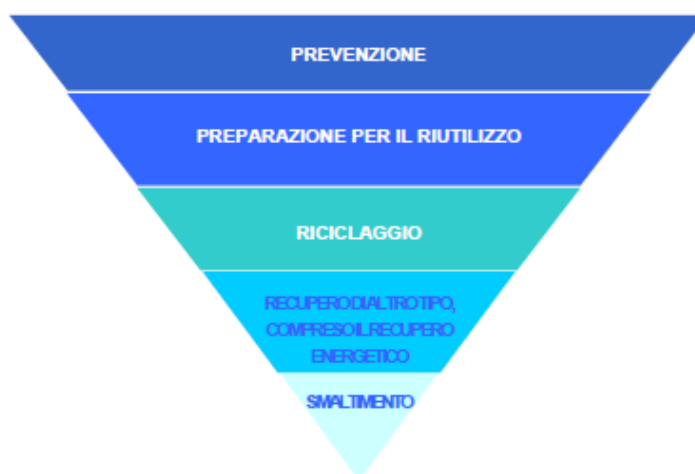 PREVENZIONE
PREPARAZIONE PER IL RIUTILIZZO
RICICLAGGIO
RECUPERO DI ALTRO TIPO,
COMPRESO IL RECUPERO
ENERGETICO
SMALTIMENTO